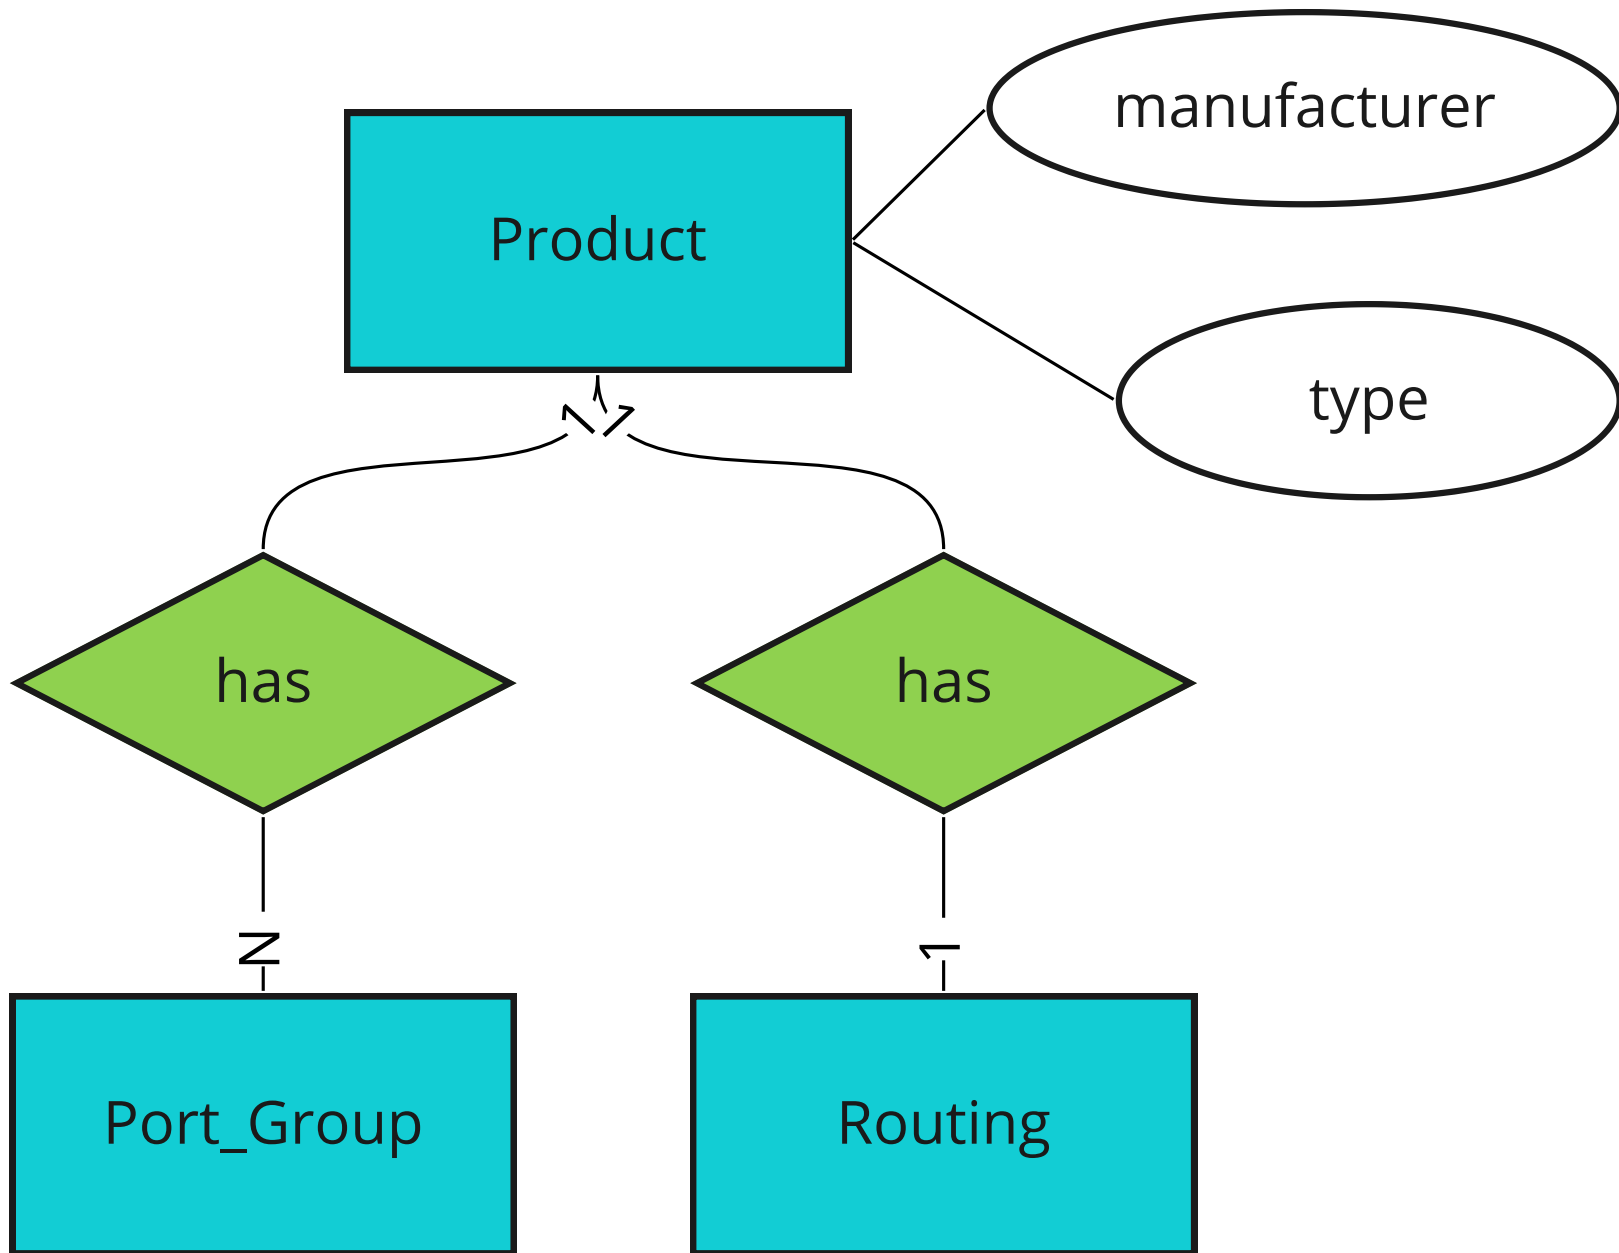 manufacturer
Product
type
1
1
has
has
N
1
Port_Group
Routing